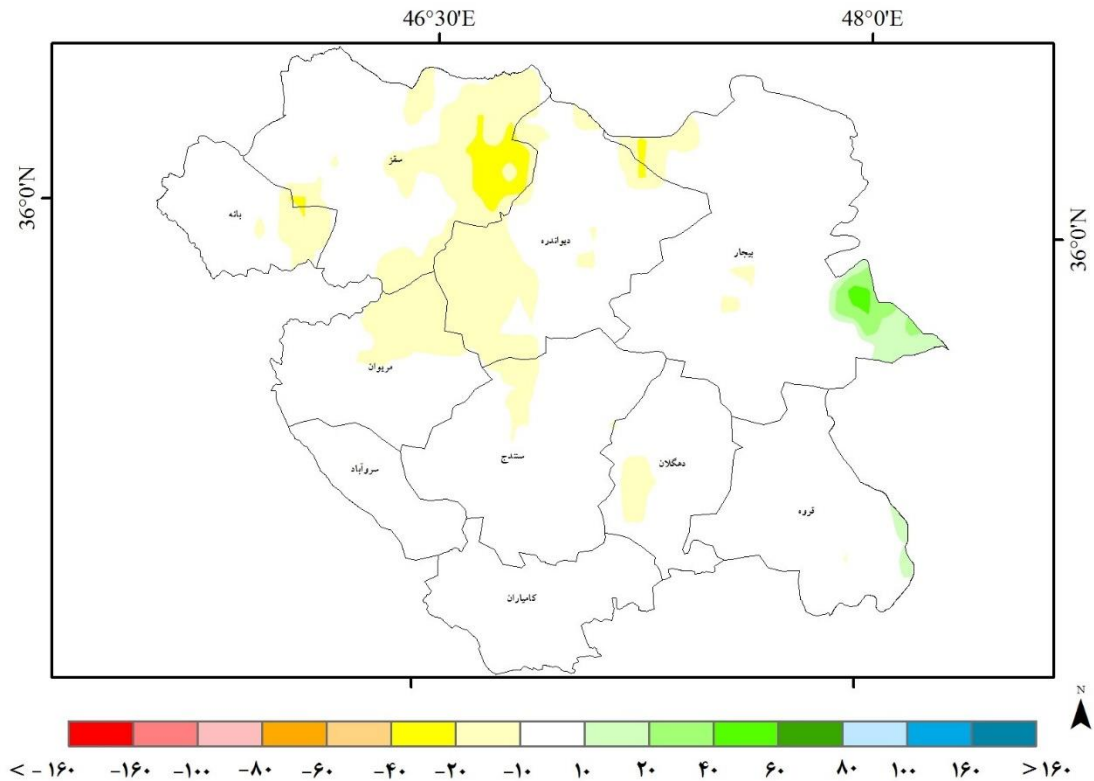 46°30'E 48°0'E
36°0'N
36°0'N
سقز
بانه
دیواندره
بیجار
مریوان
سنندج
دهگلان
سروآباد
قروه
کامیاران
N
< -۱۶۰ -۱۶۰ -۱۰۰ -۸۰ -۶۰ -۴۰ -۲۰ -۱۰ ۱۰ ۲۰ ۴۰ ۶۰ ۸۰ ۱۰۰ ۱۶۰ > ۱۶۰